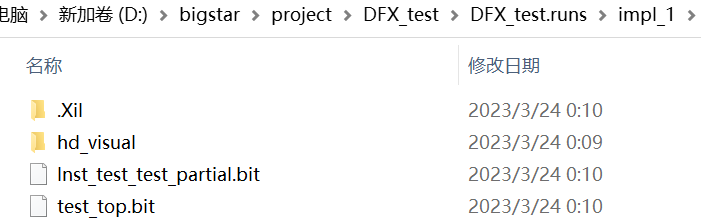 电脑 > 新加卷 (D:) > bigstar > project > DFX_test > DFX_test.runs > impl_1 >
名称 修改日期
.Xil 2023/3/24 0:10
hd_visual 2023/3/24 0:09
Inst_test_test_partial.bit 2023/3/24 0:10
test_top.bit 2023/3/24 0:10